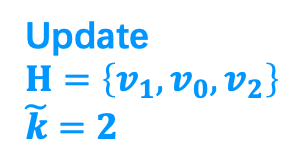 Update
H = {v₁, v₀, v₂}
k̃ = 2